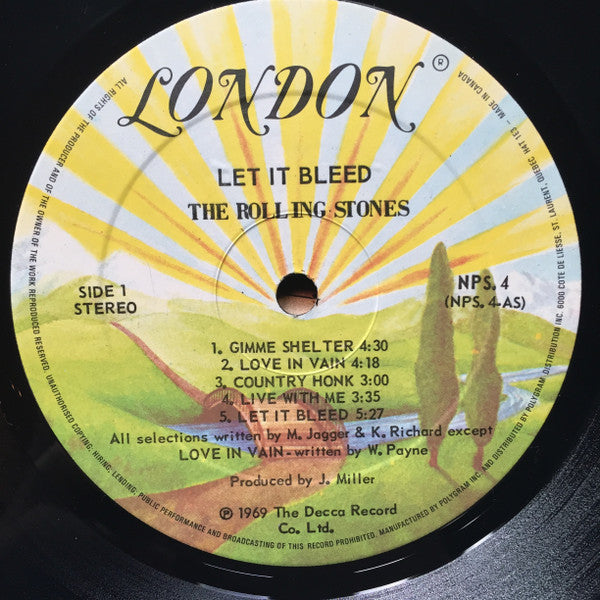 LONDON®
LET IT BLEED
THE ROLLING STONES
SIDE 1
STEREO
NPS. 4
(NPS. 4-AS)
1. GIMME SHELTER 4:30
2. LOVE IN VAIN 4:18
3. COUNTRY HONK 3:00
4. LIVE WITH ME 3:35
5. LET IT BLEED 5:27
All selections written by M. Jagger & K. Richard except
LOVE IN VAIN - written by W. Payne
Produced by J. Miller
℗ 1969 The Decca Record
Co. Ltd.
ALL RIGHTS OF THE PRODUCER AND OF THE OWNER OF THE WORK REPRODUCED RESERVED. UNAUTHORISED COPYING, HIRING, LENDING, PUBLIC PERFORMANCE AND BROADCASTING OF THIS RECORD PROHIBITED. MANUFACTURED BY POLYGRAM INC. AND DISTRIBUTED BY POLYGRAM DISTRIBUTION INC. 6000 COTE DE LIESSE, ST. LAURENT, QUEBEC H4T 1E3 – MADE IN CANADA